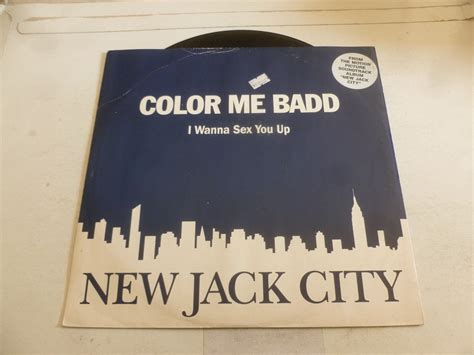 FROM
THE MOTION
PICTURE
SOUNDTRACK
ALBUM
"NEW JACK
CITY"
COLOR ME BADD
I Wanna Sex You Up
NEW JACK CITY